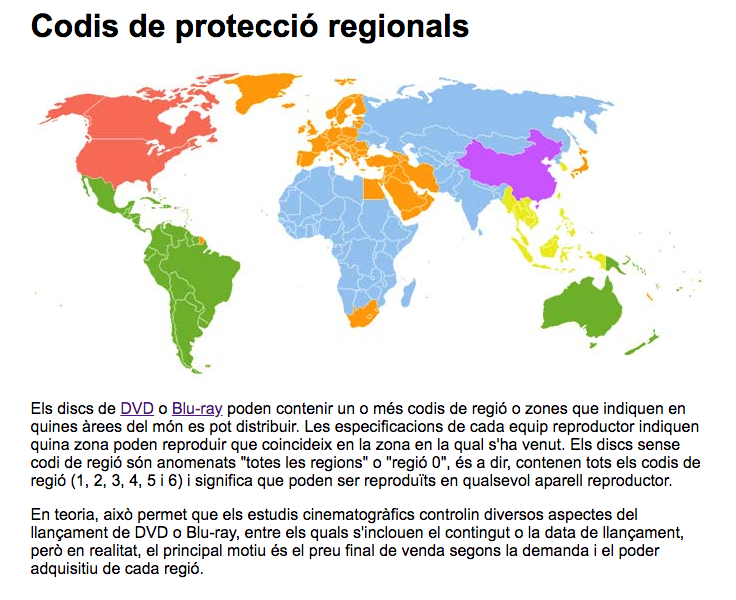 Codis de protecció regionals
Els discs de DVD o Blu-ray poden contenir un o més codis de regió o zones que indiquen en
quines àrees del món es pot distribuir. Les especificacions de cada equip reproductor indiquen
quina zona poden reproduir que coincideix en la zona en la qual s'ha venut. Els discs sense
codi de regió són anomenats "totes les regions" o "regió 0", és a dir, contenen tots els codis de
regió (1, 2, 3, 4, 5 i 6) i significa que poden ser reproduïts en qualsevol aparell reproductor.
En teoria, això permet que els estudis cinematogràfics controlin diversos aspectes del
llançament de DVD o Blu-ray, entre els quals s'inclouen el contingut o la data de llançament,
però en realitat, el principal motiu és el preu final de venda segons la demanda i el poder
adquisitiu de cada regió.